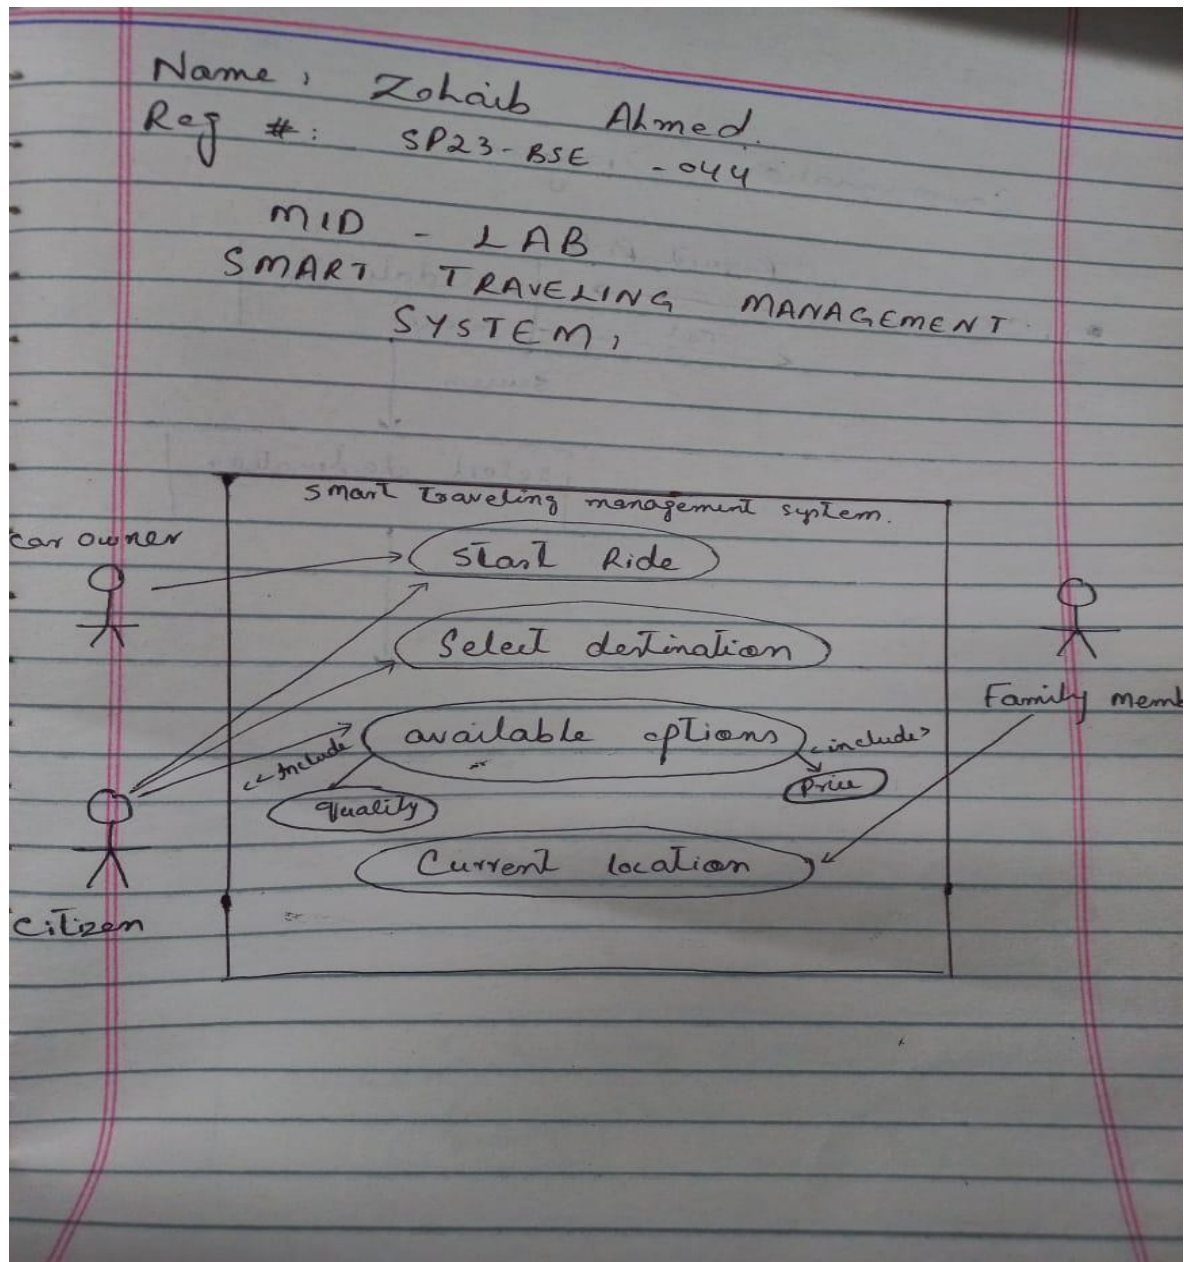 Name, Zohaib Ahmed.
Reg #: SP23-BSE -044
MID - LAB
SMART TRAVELING MANAGEMENT
SYSTEM,
Smart Traveling management system.
Car owner
Start Ride
Select destination
Family memb
available options
<<Include
<include>
Price
Quality
Current location
Citizen